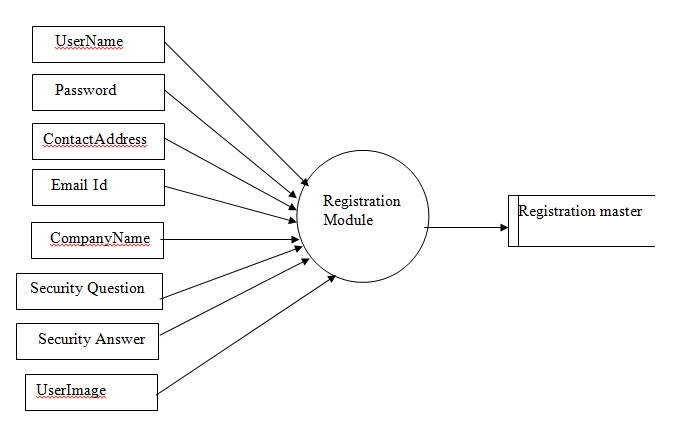 UserName
Password
ContactAddress
Email Id
CompanyName
Security Question
Security Answer
UserImage
Registration
Module
Registration master